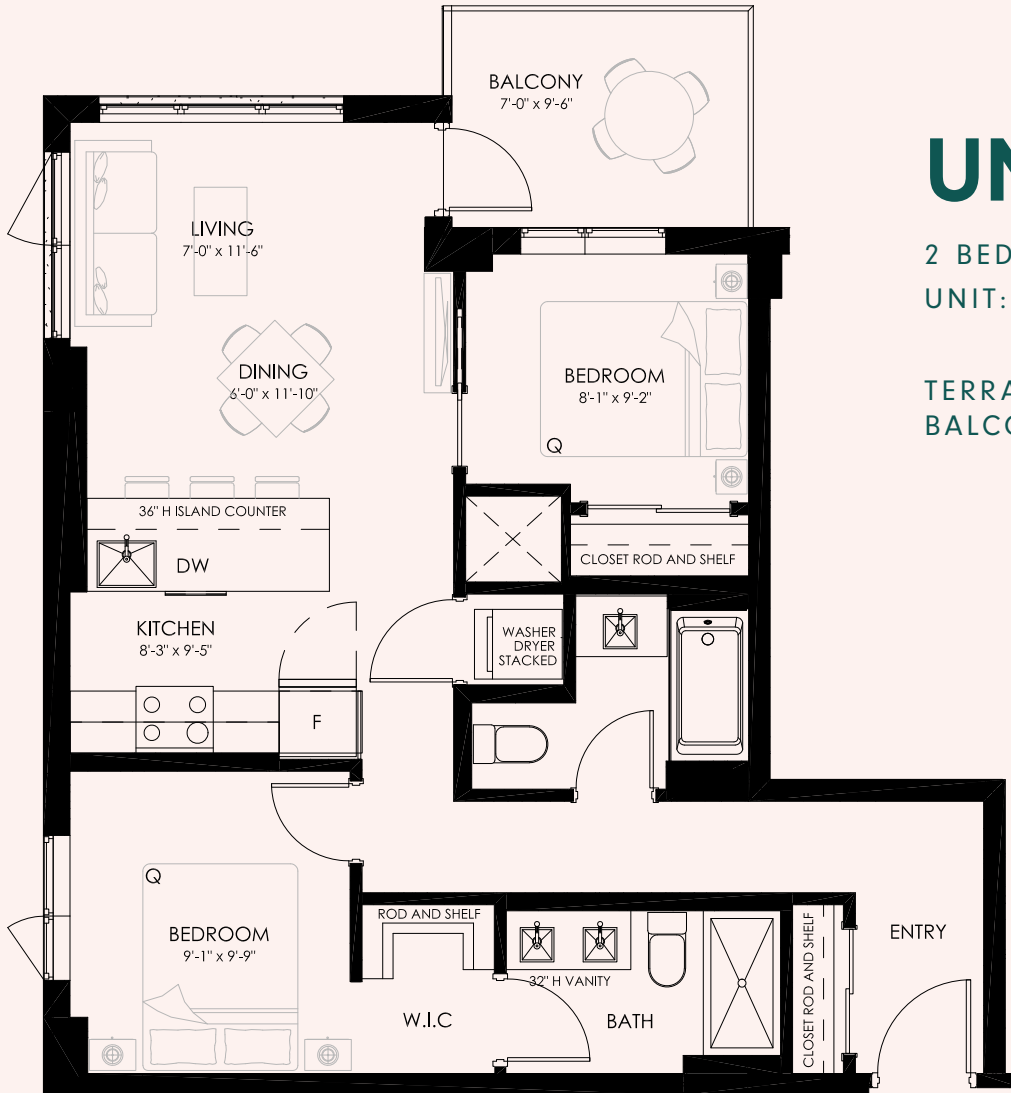 BALCONY
7'-0" x 9'-6"
UN
2 BED
UNIT:
TERRA
BALCO
LIVING
7'-0" x 11'-6"
DINING
6'-0" x 11'-10"
BEDROOM
8'-1" x 9'-2"
Q
36" H ISLAND COUNTER
DW
CLOSET ROD AND SHELF
KITCHEN
8'-3" x 9'-5"
WASHER
DRYER
STACKED
F
Q
BEDROOM
9'-1" x 9'-9"
ROD AND SHELF
W.I.C
32" H VANITY
BATH
CLOSET ROD AND SHELF
ENTRY